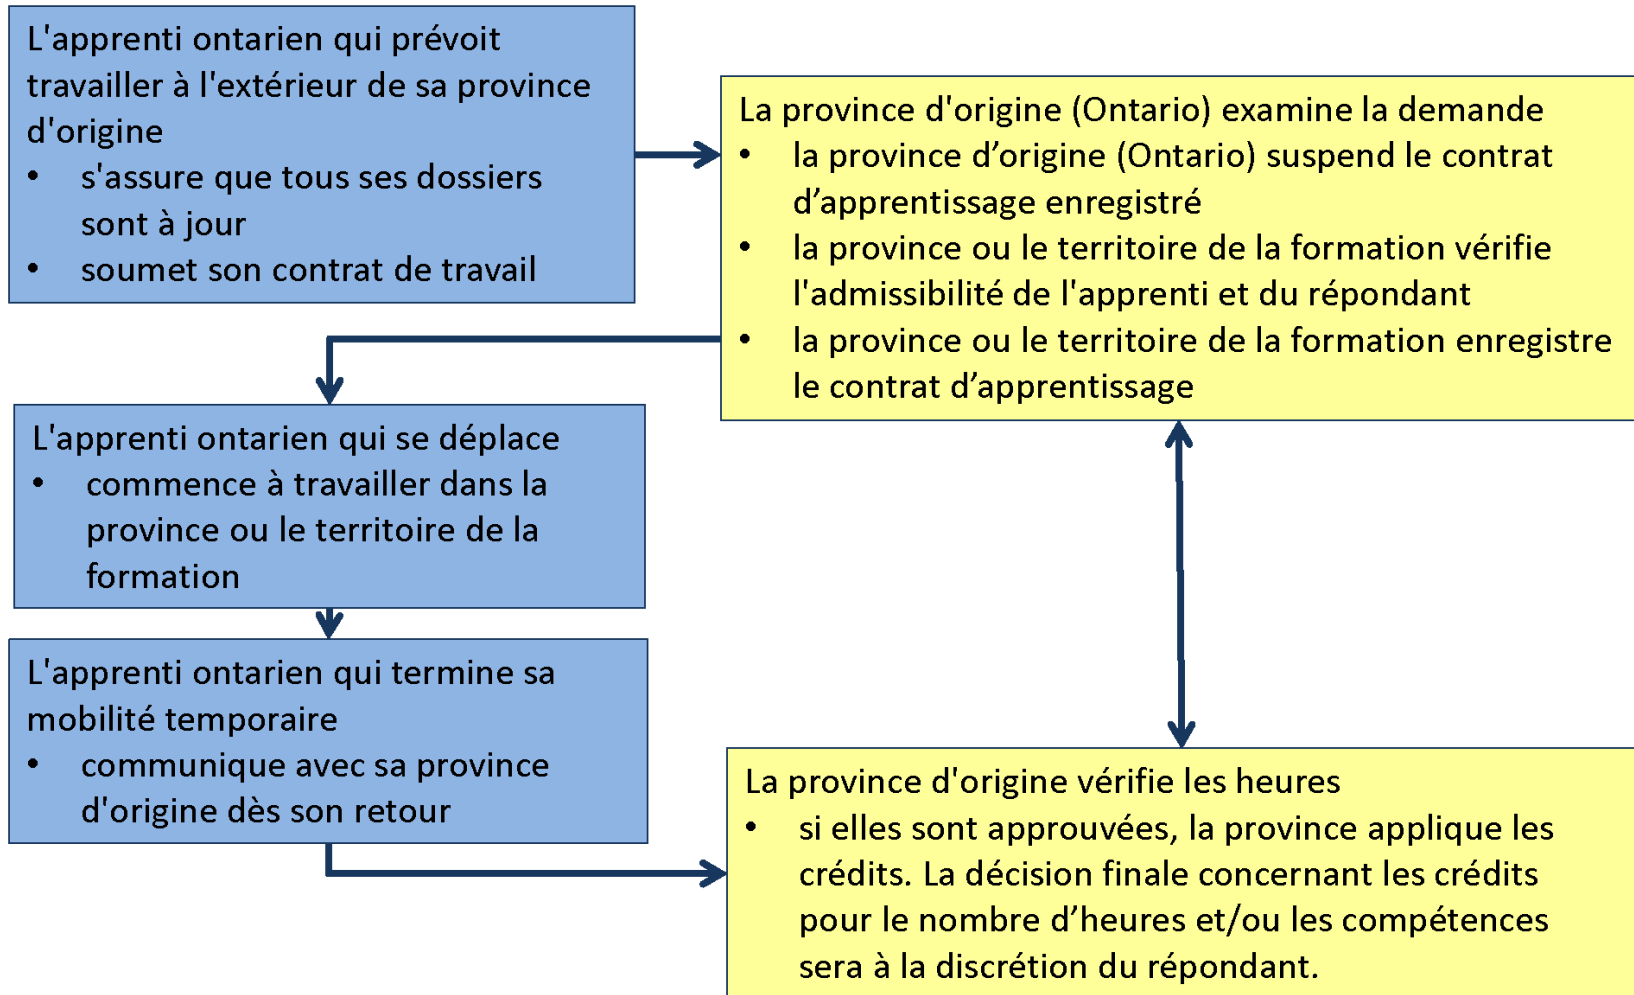 L'apprenti ontarien qui prévoit
travailler à l'extérieur de sa province
d'origine
• s'assure que tous ses dossiers
sont à jour
• soumet son contrat de travail
La province d'origine (Ontario) examine la demande
• la province d’origine (Ontario) suspend le contrat
d’apprentissage enregistré
• la province ou le territoire de la formation vérifie
l'admissibilité de l'apprenti et du répondant
• la province ou le territoire de la formation enregistre
le contrat d’apprentissage
L'apprenti ontarien qui se déplace
• commence à travailler dans la
province ou le territoire de la
formation
L'apprenti ontarien qui termine sa
mobilité temporaire
• communique avec sa province
d'origine dès son retour
La province d'origine vérifie les heures
• si elles sont approuvées, la province applique les
crédits. La décision finale concernant les crédits
pour le nombre d’heures et/ou les compétences
sera à la discrétion du répondant.